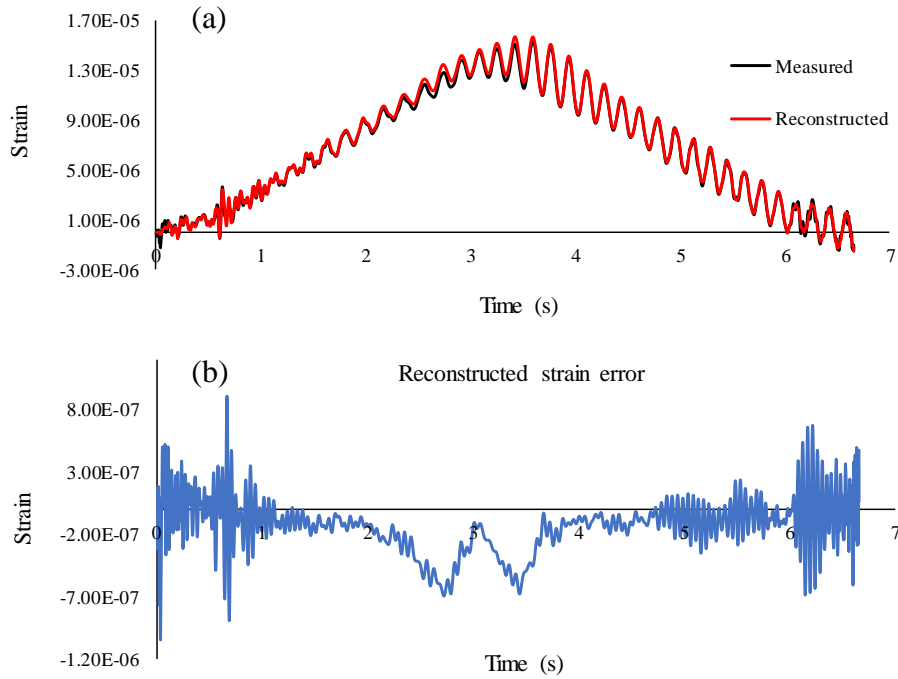 (a)
1.70E-05
1.30E-05
9.00E-06
5.00E-06
1.00E-06
-3.00E-06
Strain
Measured
Reconstructed
0 1 2 3 4 5 6 7
Time (s)
(b)
Reconstructed strain error
8.00E-07
3.00E-07
-2.00E-07
-7.00E-07
-1.20E-06
Strain
0 1 2 3 4 5 6 7
Time (s)